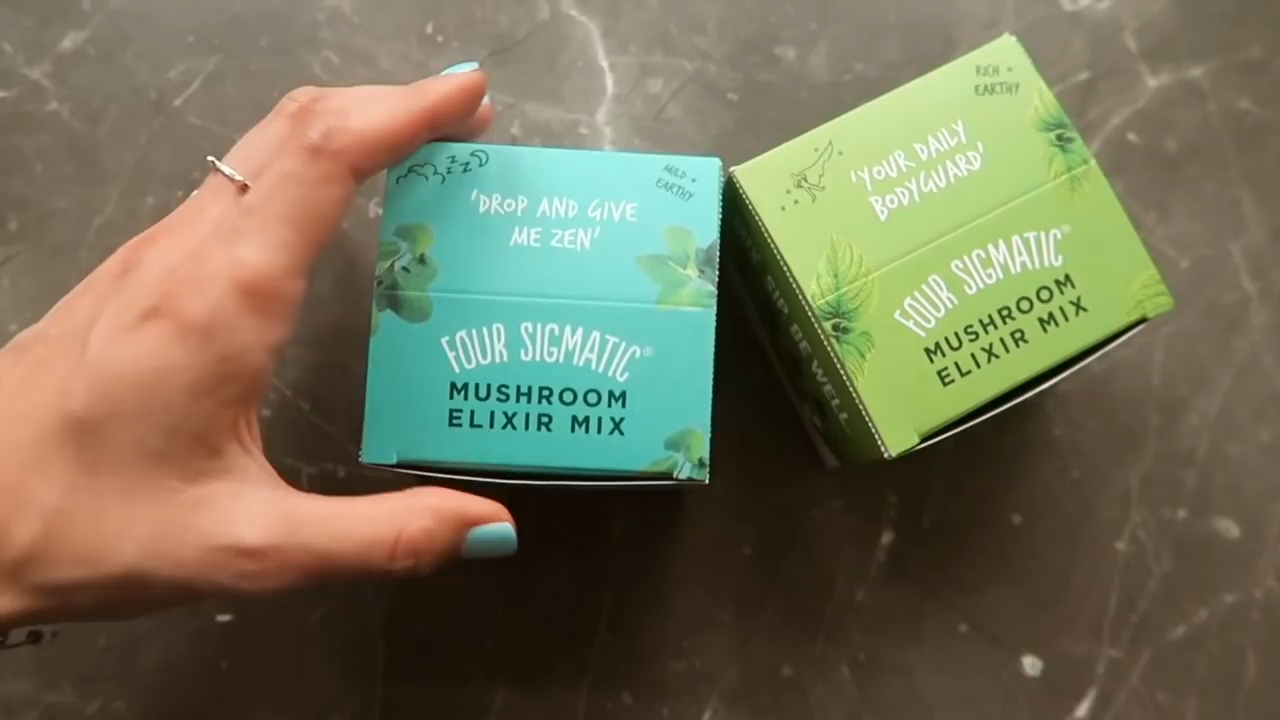 Z Z Z
MILD +
EARTHY
'DROP AND GIVE
ME ZEN'
FOUR SIGMATIC®
MUSHROOM
ELIXIR MIX
RICH +
EARTHY
'YOUR DAILY
BODYGUARD'
FOUR SIGMATIC®
MUSHROOM
ELIXIR MIX
SIP BE WELL